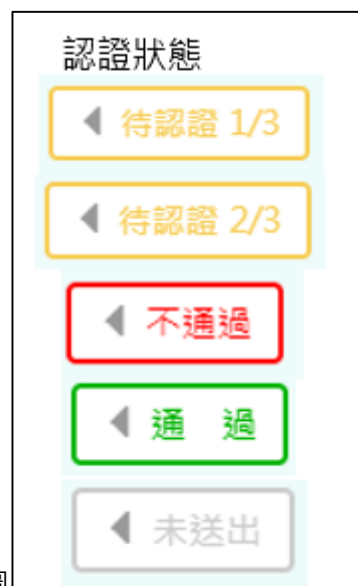 認證狀態
待認證 1/3
待認證 2/3
不通過
通 過
未送出